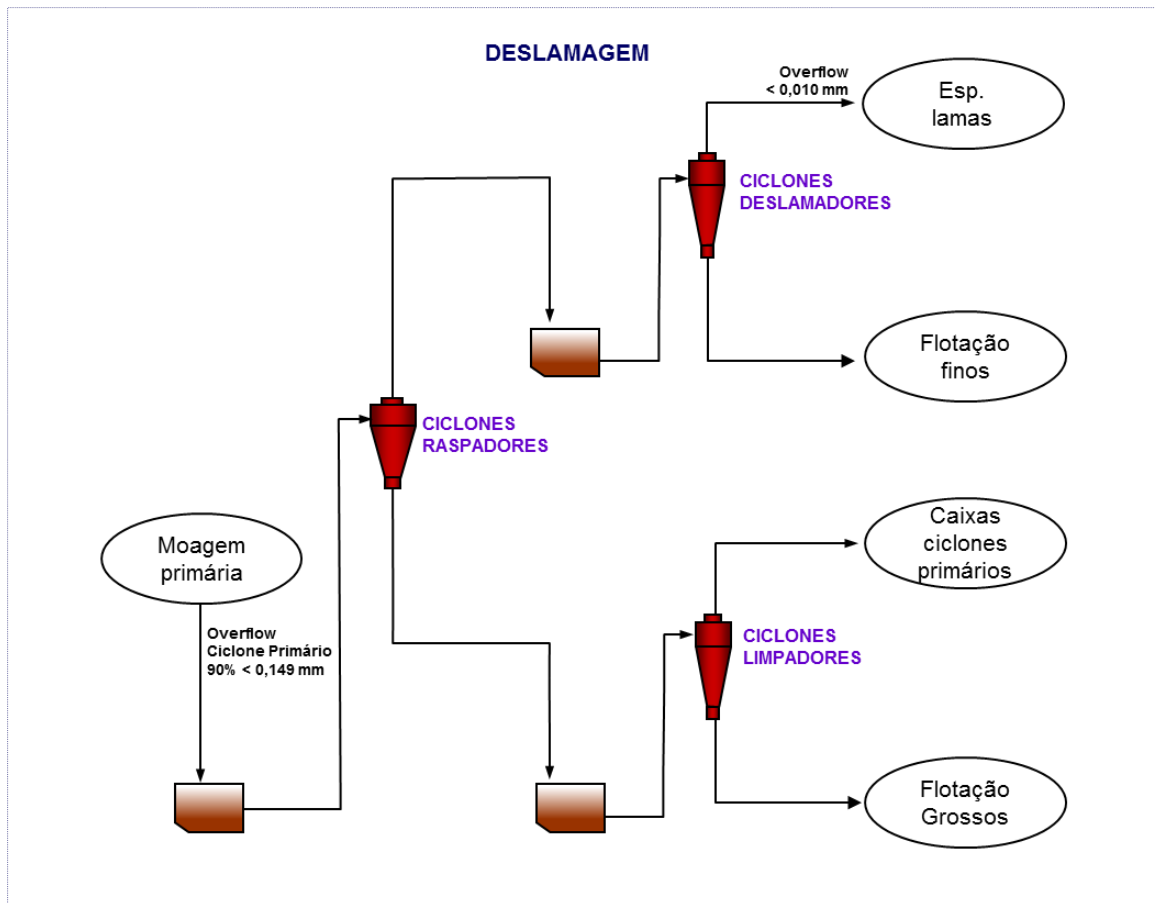 DESLAMAGEM
Overflow
< 0,010 mm
Esp.
lamas
CICLONES
DESLAMADORES
Flotação
finos
CICLONES
RASPADORES
Moagem
primária
Overflow
Ciclone Primário
90% < 0,149 mm
Caixas
ciclones
primários
CICLONES
LIMPADORES
Flotação
Grossos